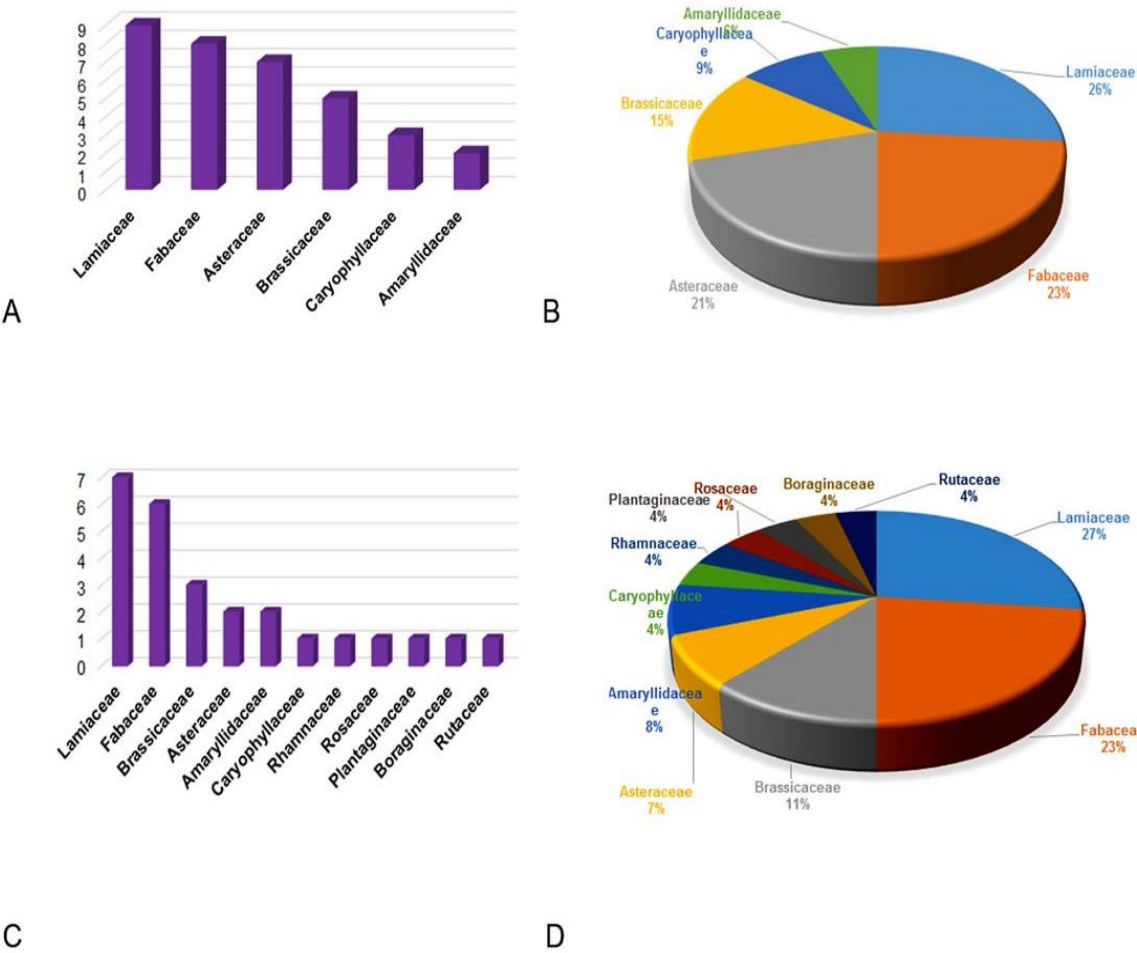 9
8
7
6
5
4
3
2
1
0
Lamiaceae
Fabaceae
Asteraceae
Brassicaceae
Caryophyllaceae
Amaryllidaceae
A
Amaryllidaceae
6%
Caryophyllacea
e
9%
Brassicaceae
15%
Lamiaceae
26%
Asteraceae
21%
Fabaceae
23%
B
7
6
5
4
3
2
1
0
Lamiaceae
Fabaceae
Brassicaceae
Asteraceae
Amaryllidaceae
Caryophyllaceae
Rhamnaceae
Rosaceae
Plantaginaceae
Boraginaceae
Rutaceae
C
Plantaginaceae
4%
Rosaceae
4%
Boraginaceae
4%
Rutaceae
4%
Lamiaceae
27%
Rhamnaceae
4%
Caryophyllace
ae
4%
Amaryllidacea
e
8%
Asteraceae
7%
Brassicaceae
11%
Fabacea
23%
D